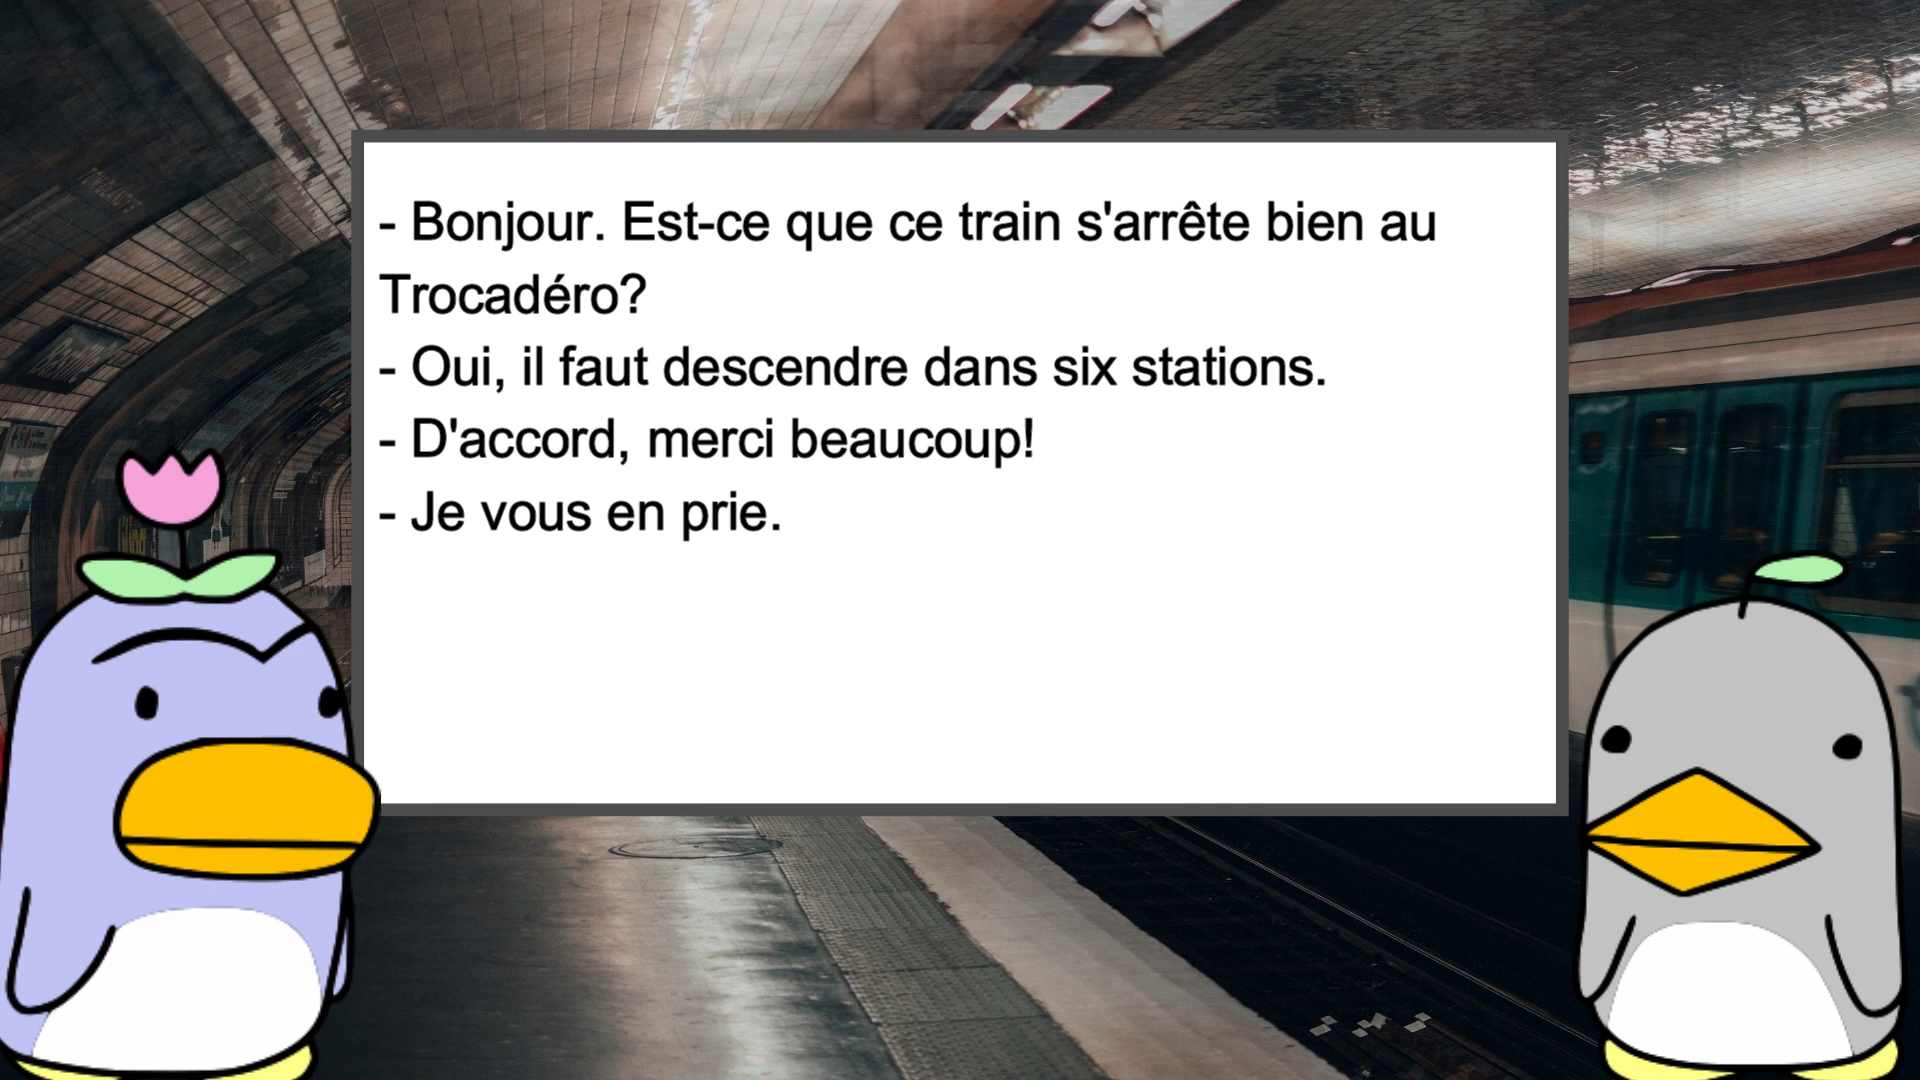 - Bonjour. Est-ce que ce train s'arrête bien au
Trocadéro?
- Oui, il faut descendre dans six stations.
- D'accord, merci beaucoup!
- Je vous en prie.